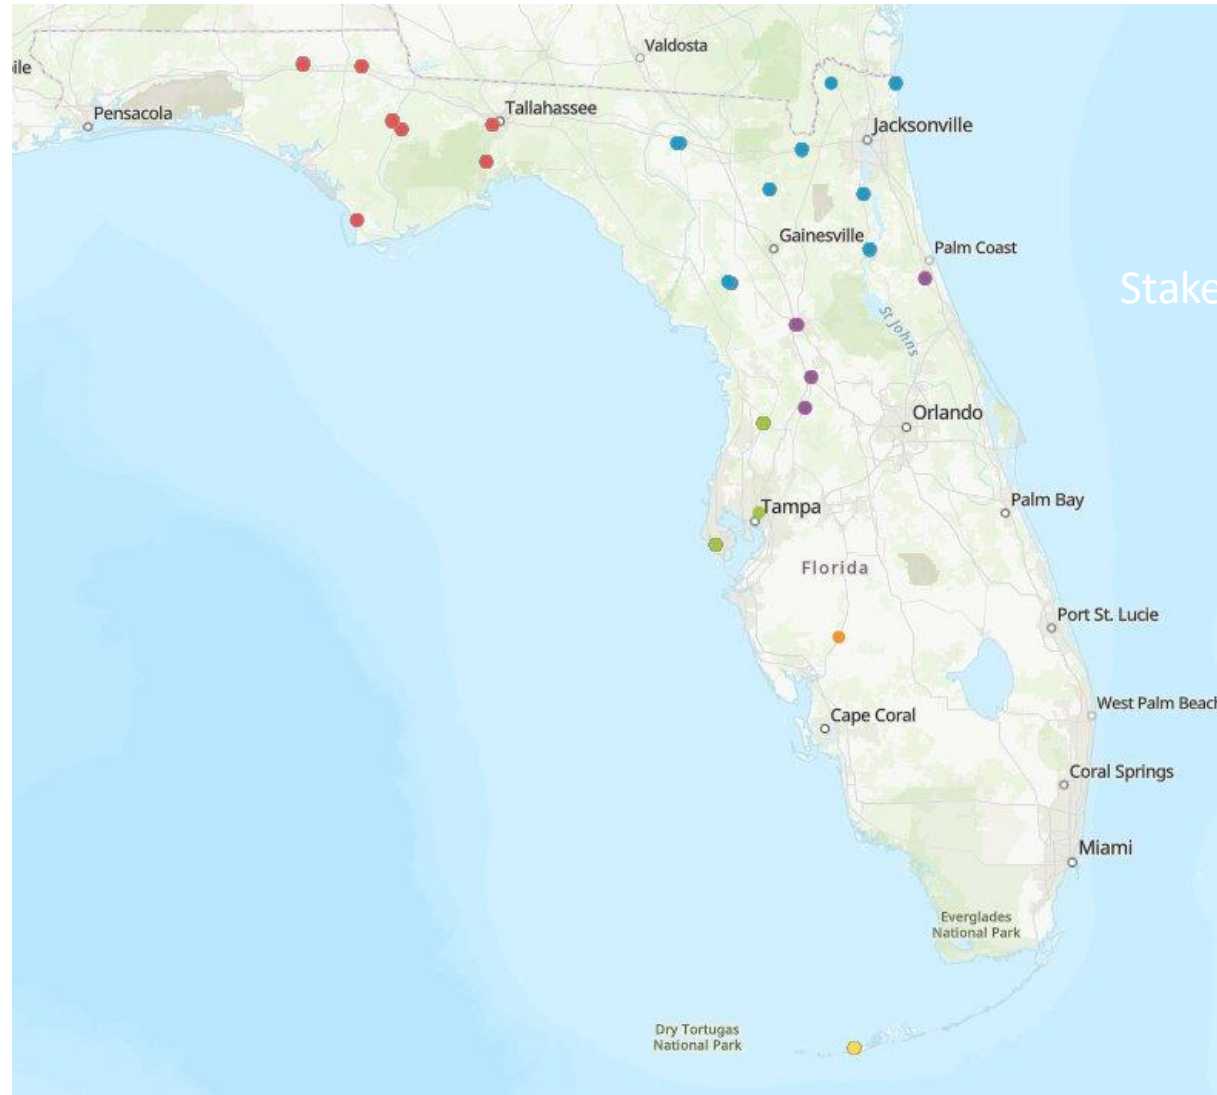 Valdosta
ile
Pensacola
Tallahassee
Jacksonville
Gainesville
Palm Coast
Stake
St Johns
Orlando
Tampa
Palm Bay
Florida
Port St. Lucie
West Palm Beach
Cape Coral
Coral Springs
Miami
Everglades
National Park
Dry Tortugas
National Park